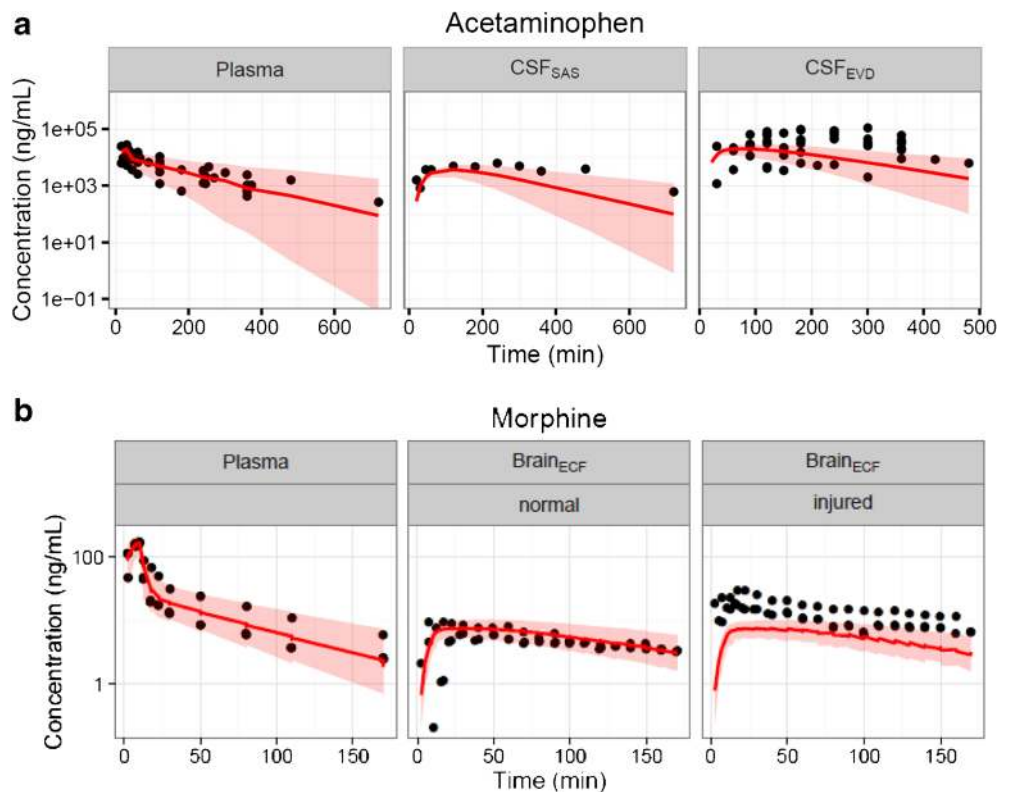 a
Acetaminophen
Plasma
CSFSAS
CSFEVD
Concentration (ng/mL)
1e+05
1e+03
1e+01
1e−01
0 200 400 600
0 200 400 600
0 100 200 300 400 500
Time (min)
b
Morphine
Plasma
BrainECF
BrainECF
normal
injured
Concentration (ng/mL)
100
1
0 50 100 150
0 50 100 150
0 50 100 150
Time (min)